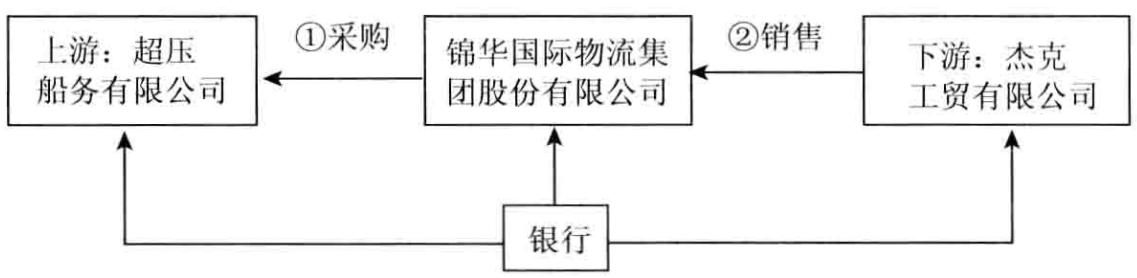 上游：超压
船务有限公司
①采购
锦华国际物流集
团股份有限公司
②销售
下游：杰克
工贸有限公司
银行